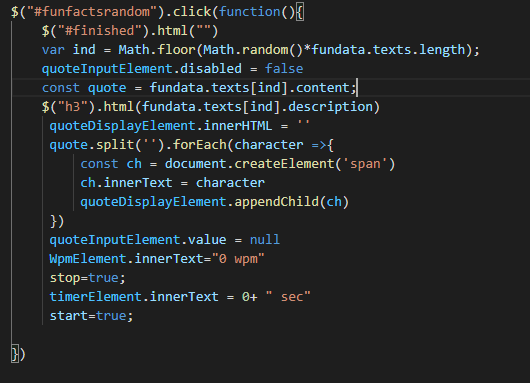 $("#funfactsrandom").click(function(){
$("#finished").html("")
var ind = Math.floor(Math.random()*fundata.texts.length);
quoteInputElement.disabled = false
const quote = fundata.texts[ind].content;
$("h3").html(fundata.texts[ind].description)
quoteDisplayElement.innerHTML = ''
quote.split('').forEach(character =>{
const ch = document.createElement('span')
ch.innerText = character
quoteDisplayElement.appendChild(ch)
})
quoteInputElement.value = null
WpmElement.innerText="0 wpm"
stop=true;
timerElement.innerText = 0+ " sec"
start=true;
})